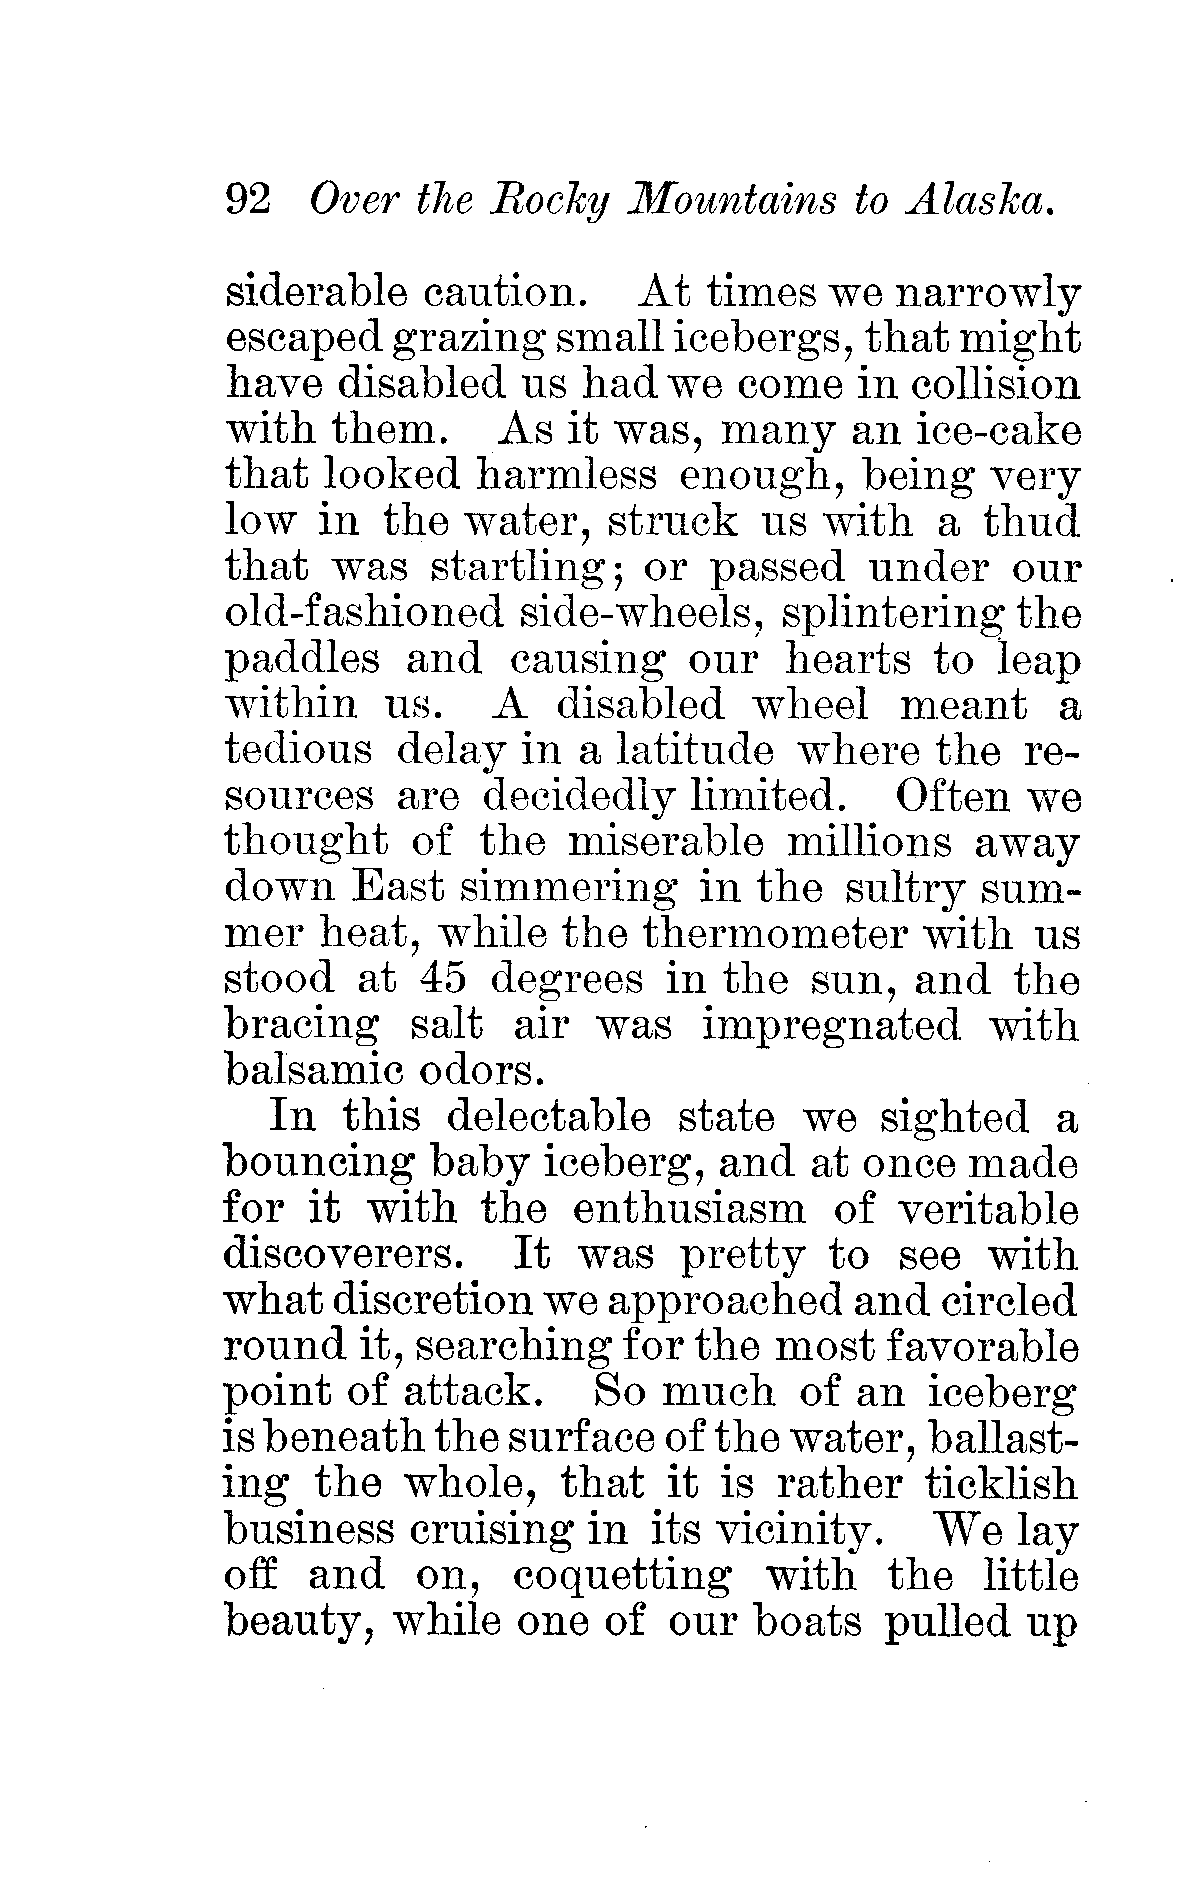 92 Over the Rocky Mountains to Alaska.
siderable caution. At times we narrowly
escaped grazing small icebergs, that might
have disabled us had we come in collision
with them. As it was, many an ice-cake
that looked harmless enough, being very
low in the water, struck us with a thud
that was startling; or passed under our
old-fashioned side-wheels, splintering the
paddles and causing our hearts to leap
within us. A disabled wheel meant a
tedious delay in a latitude where the re-
sources are decidedly limited. Often we
thought of the miserable millions away
down East simmering in the sultry sum-
mer heat, while the thermometer with us
stood at 45 degrees in the sun, and the
bracing salt air was impregnated with
balsamic odors.
In this delectable state we sighted a
bouncing baby iceberg, and at once made
for it with the enthusiasm of veritable
discoverers. It was pretty to see with
what discretion we approached and circled
round it, searching for the most favorable
point of attack. So much of an iceberg
is beneath the surface of the water, ballast-
ing the whole, that it is rather ticklish
business cruising in its vicinity. We lay
off and on, coquetting with the little
beauty, while one of our boats pulled up